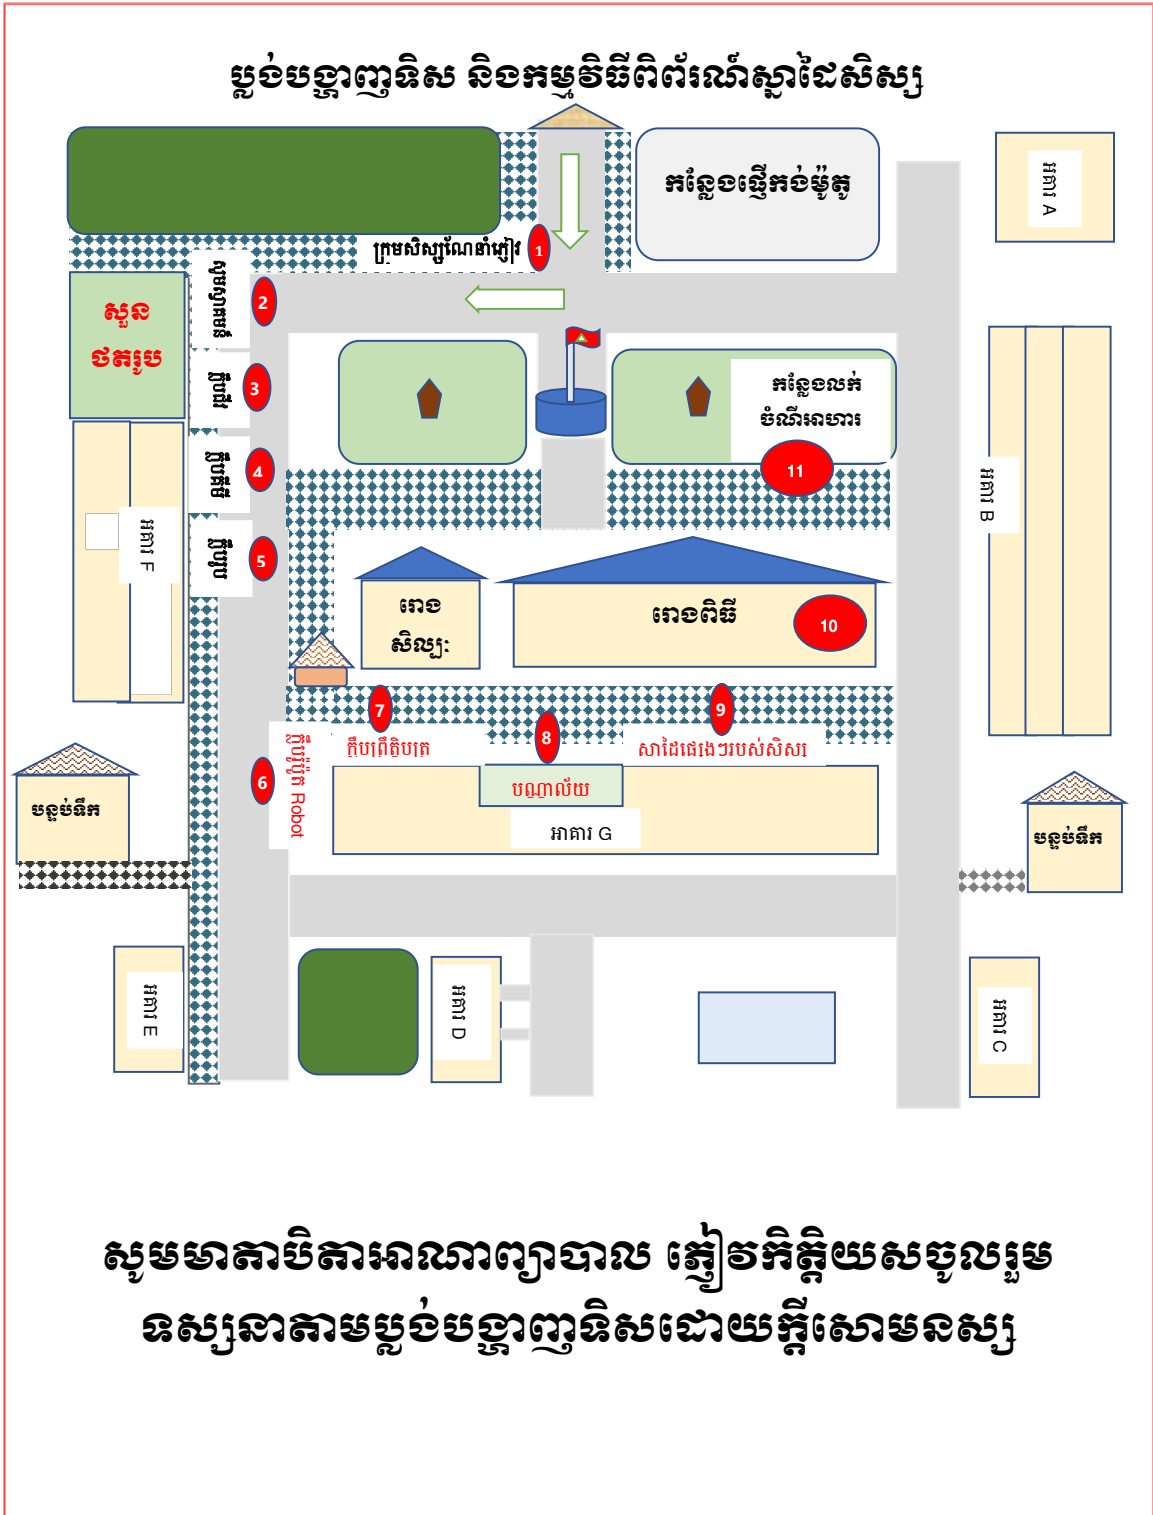 ប្លង់បង្ហាញទិស និងកម្មវិធីពិព័រណ៍ស្នាដៃសិស្ស
កន្លែងផ្ញើកង់ម៉ូតូ
អគារ A
ក្រុមសិស្សណែនាំភ្ញៀវ
1
2
សួន
ថតរូប
3
កន្លែងលក់
ចំណីអាហារ
4
11
អគារ B
អគារ F
5
រោង
សិល្បៈ
រោងពិធី
10
7
9
8
ក្លឹបព្រឹត្តិបត្រ
សាដៃផ្សេងៗរបស់សិស្ស
6
Robot
បណ្ណាល័យ
អាគារ G
បន្ទប់ទឹក
បន្ទប់ទឹក
អគារ E
អគារ D
អគារ C
សូមមាតាបិតាអាណាព្យាបាល ភ្ញៀវកិត្តិយសចូលរួម
ទស្សនាតាមប្លង់បង្ហាញទិសដោយក្តីសោមនស្ស